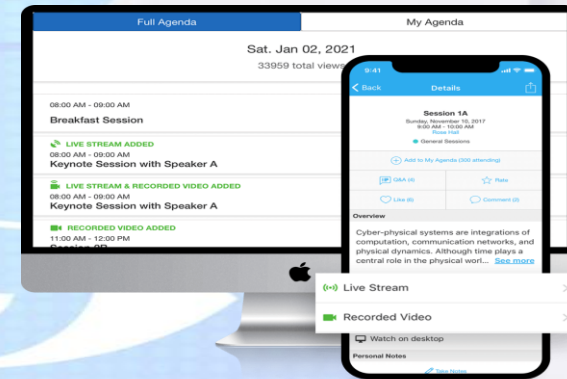 Full Agenda
My Agenda
Sat. Jan 02, 2021
33959 total views
08:00 AM - 09:00 AM
Breakfast Session
LIVE STREAM ADDED
08:00 AM - 09:00 AM
Keynote Session with Speaker A
LIVE STREAM & RECORDED VIDEO ADDED
08:00 AM - 09:00 AM
Keynote Session with Speaker A
RECORDED VIDEO ADDED
11:00 AM - 12:00 PM
9:41
Back
Details
Session 1A
Sunday, November 10, 2017
9:00 AM - 10:00 AM
Ross Hall
General Sessions
Add to My Agenda (300 attending)
Q&A (4)
Rate
Like (6)
Comment (2)
Overview
Cyber-physical systems are integrations of
computation, communication networks, and
physical dynamics. Although time plays a
central role in the physical worl... See more
Live Stream
Recorded Video
Watch on desktop
Personal Notes
Take Notes